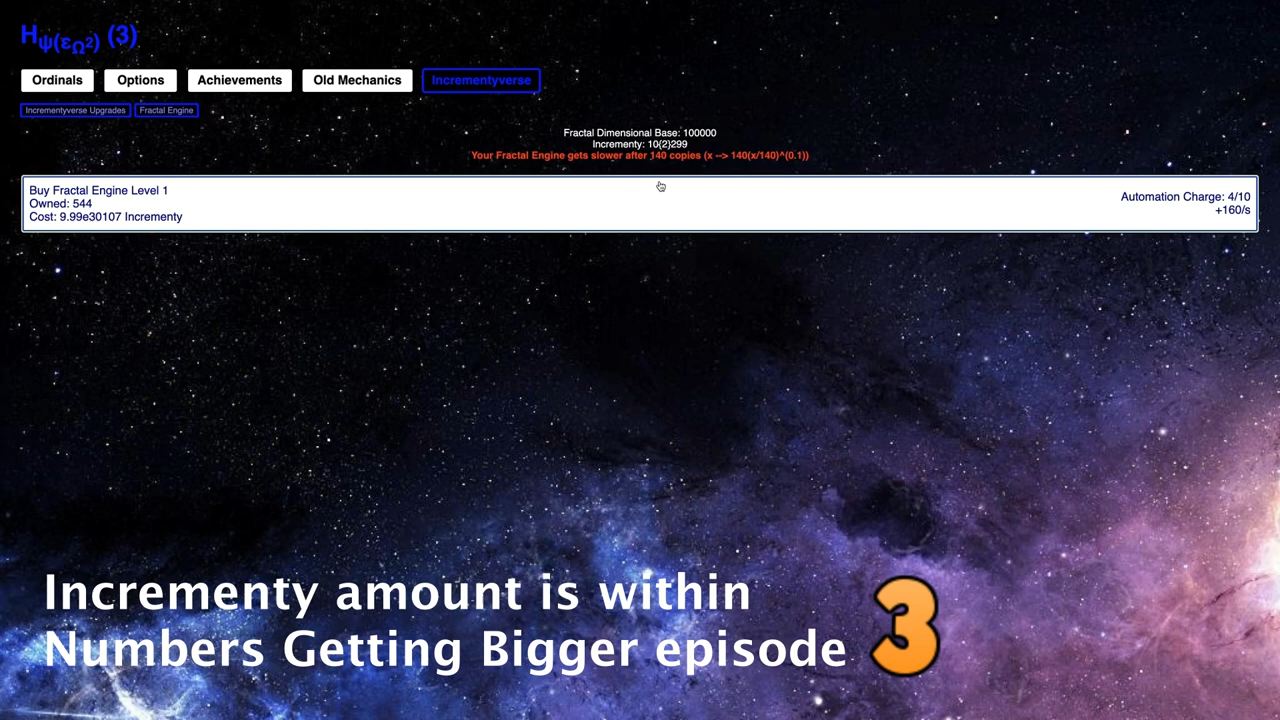 Hψ(εΩ2) (3)
Ordinals Options Achievements Old Mechanics Incrementyverse
Incrementyverse Upgrades Fractal Engine
Fractal Dimensional Base: 100000
Incrementy: 10{2}299
Your Fractal Engine gets slower after 140 copies (x --> 140(x/140)^(0.1))
Buy Fractal Engine Level 1
Owned: 544
Cost: 9.99e30107 Incrementy
Automation Charge: 4/10
+160/s
Incrementy amount is within
Numbers Getting Bigger episode 3